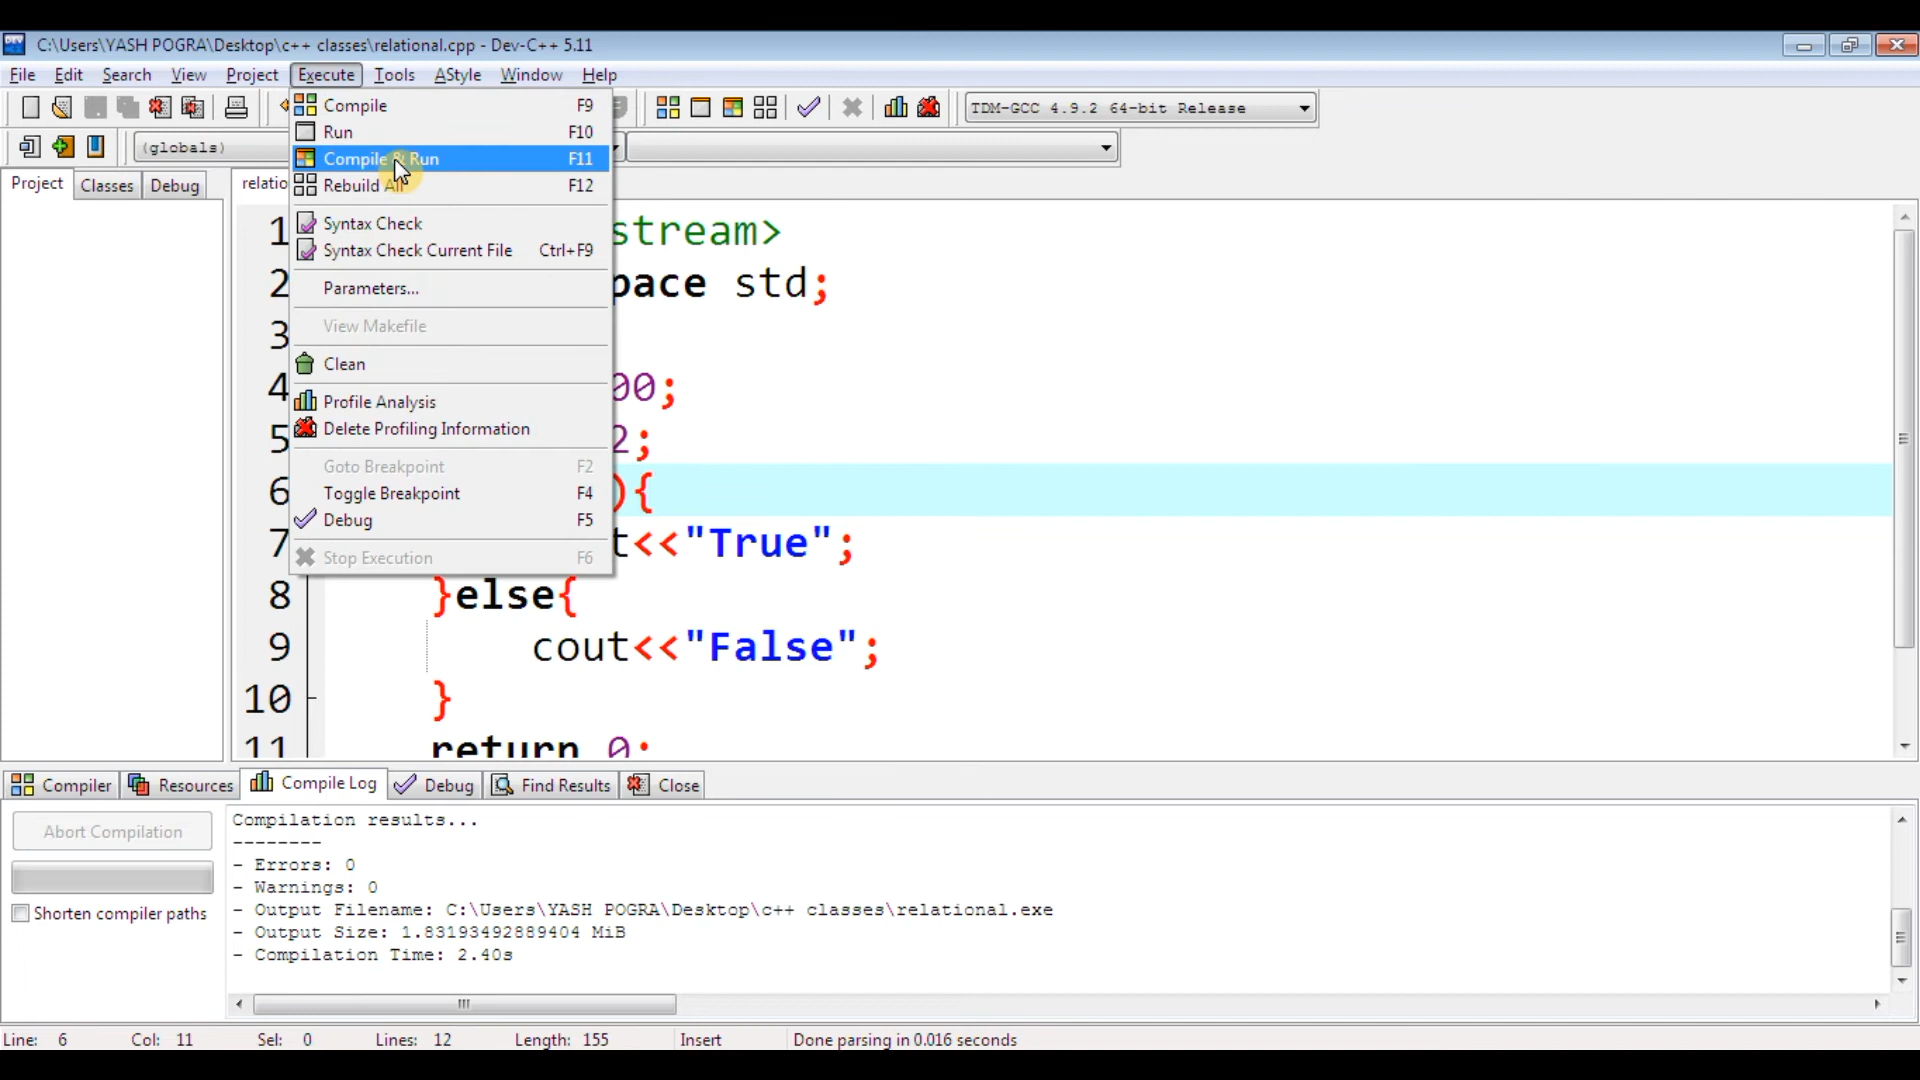 C:\Users\YASH POGRA\Desktop\c++ classes\relational.cpp - Dev-C++ 5.11
File Edit Search View Project Execute Tools AStyle Window Help
TDM-GCC 4.9.2 64-bit Release
(globals)
Project Classes Debug relatio
Compile F9
Run F10
Compile & Run F11
Rebuild All F12
Syntax Check
Syntax Check Current File Ctrl+F9
Parameters...
View Makefile
Clean
Profile Analysis
Delete Profiling Information
Goto Breakpoint F2
Toggle Breakpoint F4
Debug F5
Stop Execution F6
1 stream>
2 pace std;
3
4 00;
5 2;
6 ){
7 t<<"True";
8 }else{
9 cout<<"False";
10 }
11 return 0;
Compiler Resources Compile Log Debug Find Results Close
Abort Compilation
Shorten compiler paths
Compilation results...
--------
- Errors: 0
- Warnings: 0
- Output Filename: C:\Users\YASH POGRA\Desktop\c++ classes\relational.exe
- Output Size: 1.83193492889404 MiB
- Compilation Time: 2.40s
Line: 6 Col: 11 Sel: 0 Lines: 12 Length: 155 Insert Done parsing in 0.016 seconds